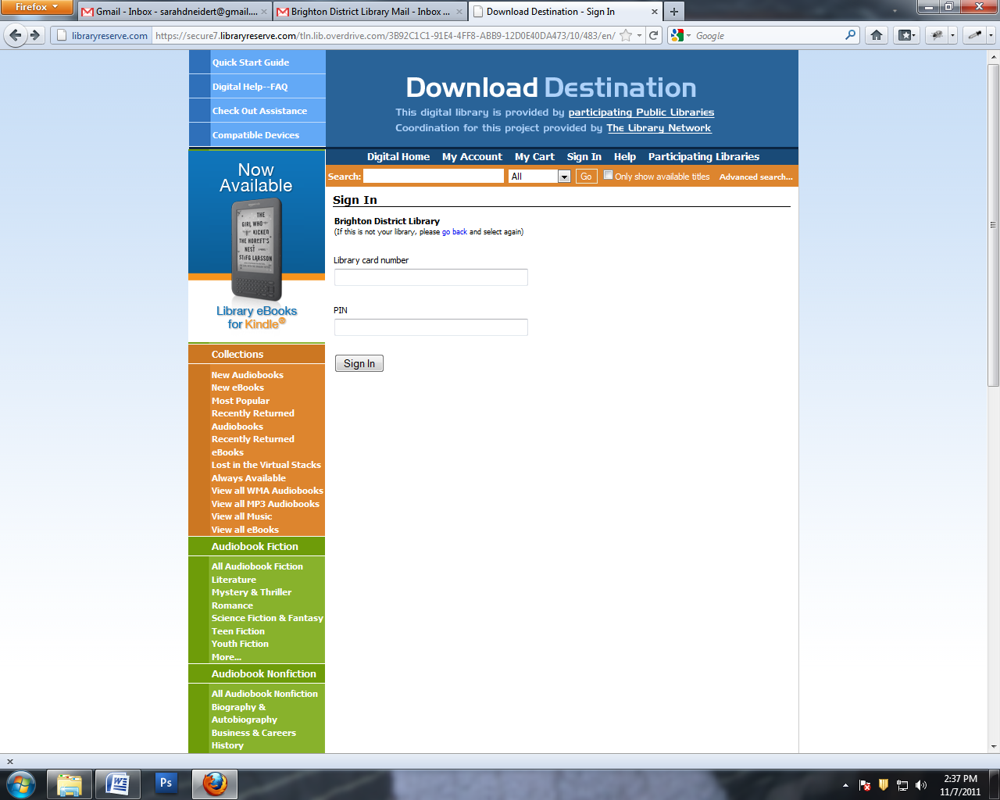 Firefox
Gmail - Inbox - sarahdneidert@gmail....
Brighton District Library Mail - Inbox ...
Download Destination - Sign In
libraryreserve.com
https://secure7.libraryreserve.com/tln.lib.overdrive.com/3B92C1C1-91E4-4FF8-ABB9-12D0E40DA473/10/483/en/
Google
Quick Start Guide
Digital Help--FAQ
Check Out Assistance
Compatible Devices
Download Destination
This digital library is provided by participating Public Libraries
Coordination for this project provided by The Library Network
Digital Home My Account My Cart Sign In Help Participating Libraries
Search: All Go Only show available titles Advanced search...
Now
Available
THE
GIRL WHO
KICKED
THE HORNET'S
NEST
STIEG LARSSON
Library eBooks
for Kindle®
Sign In
Brighton District Library
(If this is not your library, please go back and select again)
Library card number
PIN
Sign In
Collections
New Audiobooks
New eBooks
Most Popular
Recently Returned
Audiobooks
Recently Returned
eBooks
Lost in the Virtual Stacks
Always Available
View all WMA Audiobooks
View all MP3 Audiobooks
View all Music
View all eBooks
Audiobook Fiction
All Audiobook Fiction
Literature
Mystery & Thriller
Romance
Science Fiction & Fantasy
Teen Fiction
Youth Fiction
More...
Audiobook Nonfiction
All Audiobook Nonfiction
Biography &
Autobiography
Business & Careers
History
Ps
2:37 PM
11/7/2011